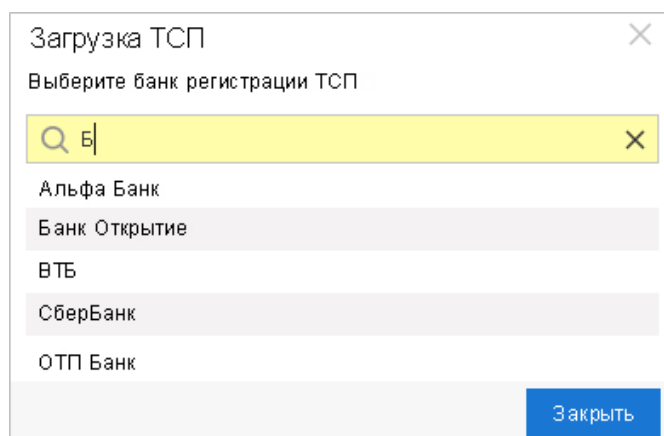 Загрузка ТСП
Выберите банк регистрации ТСП
Б
Альфа Банк
Банк Открытие
ВТБ
СберБанк
ОТП Банк
Закрыть